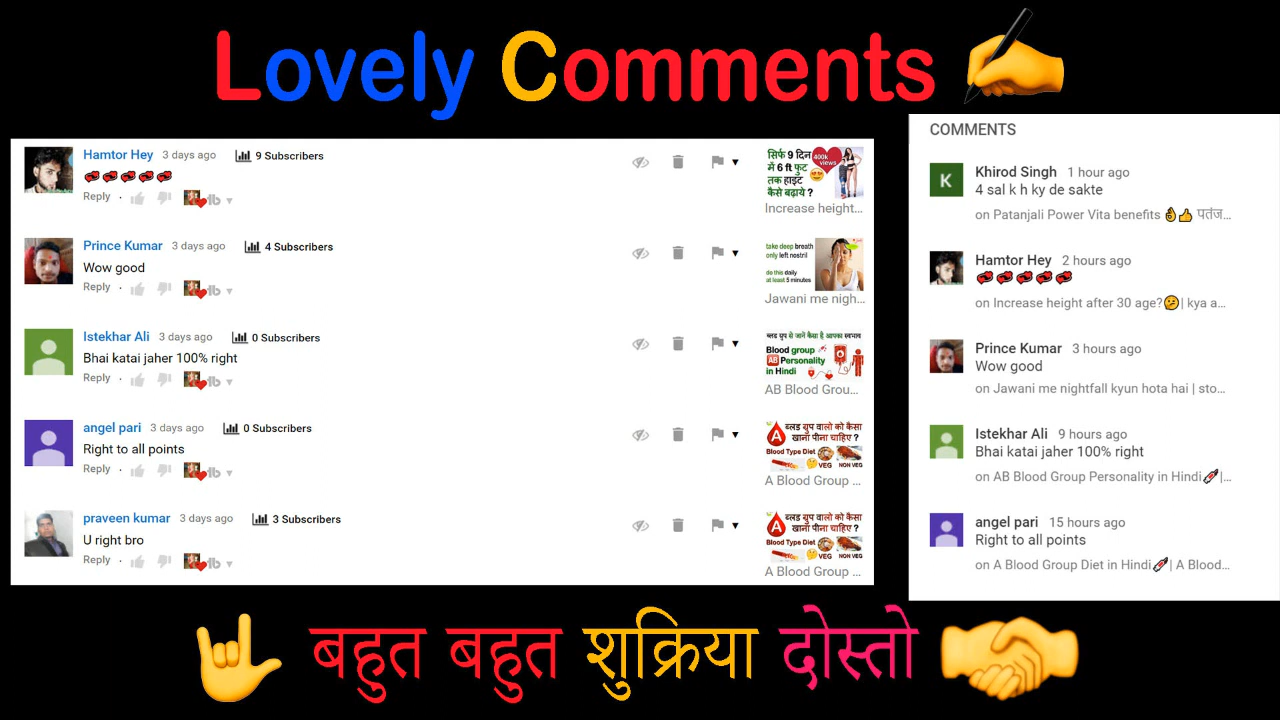 Lovely Comments
Hamtor Hey 3 days ago 9 Subscribers
Reply
सिर्फ 9 दिन
में 6 ft फुट
तक हाइट
कैसे बढ़ाये ?
400k
views
Increase height...
Prince Kumar 3 days ago 4 Subscribers
Wow good
Reply
take deep breath
only left nostril
do this daily
at least 5 minutes
Jawani me nigh...
Istekhar Ali 3 days ago 0 Subscribers
Bhai katai jaher 100% right
Reply
ब्लड ग्रुप से जानें कैसा है आपका स्वभाव
Blood group
AB Personality
in Hindi
AB Blood Grou...
angel pari 3 days ago 0 Subscribers
Right to all points
Reply
A
ब्लड ग्रुप वालो को कैसा
खाना पीना चाहिए ?
Blood Type Diet
VEG
NON VEG
A Blood Group ...
praveen kumar 3 days ago 3 Subscribers
U right bro
Reply
A
ब्लड ग्रुप वालो को कैसा
खाना पीना चाहिए ?
Blood Type Diet
VEG
NON VEG
A Blood Group ...
COMMENTS
K
Khirod Singh 1 hour ago
4 sal k h ky de sakte
on Patanjali Power Vita benefits 👌👍 पतंज...
Hamtor Hey 2 hours ago
on Increase height after 30 age?🤔| kya a...
Prince Kumar 3 hours ago
Wow good
on Jawani me nightfall kyun hota hai | sto...
Istekhar Ali 9 hours ago
Bhai katai jaher 100% right
on AB Blood Group Personality in Hindi💉|...
angel pari 15 hours ago
Right to all points
on A Blood Group Diet in Hindi💉| A Blood...
बहुत बहुत शुक्रिया दोस्तो